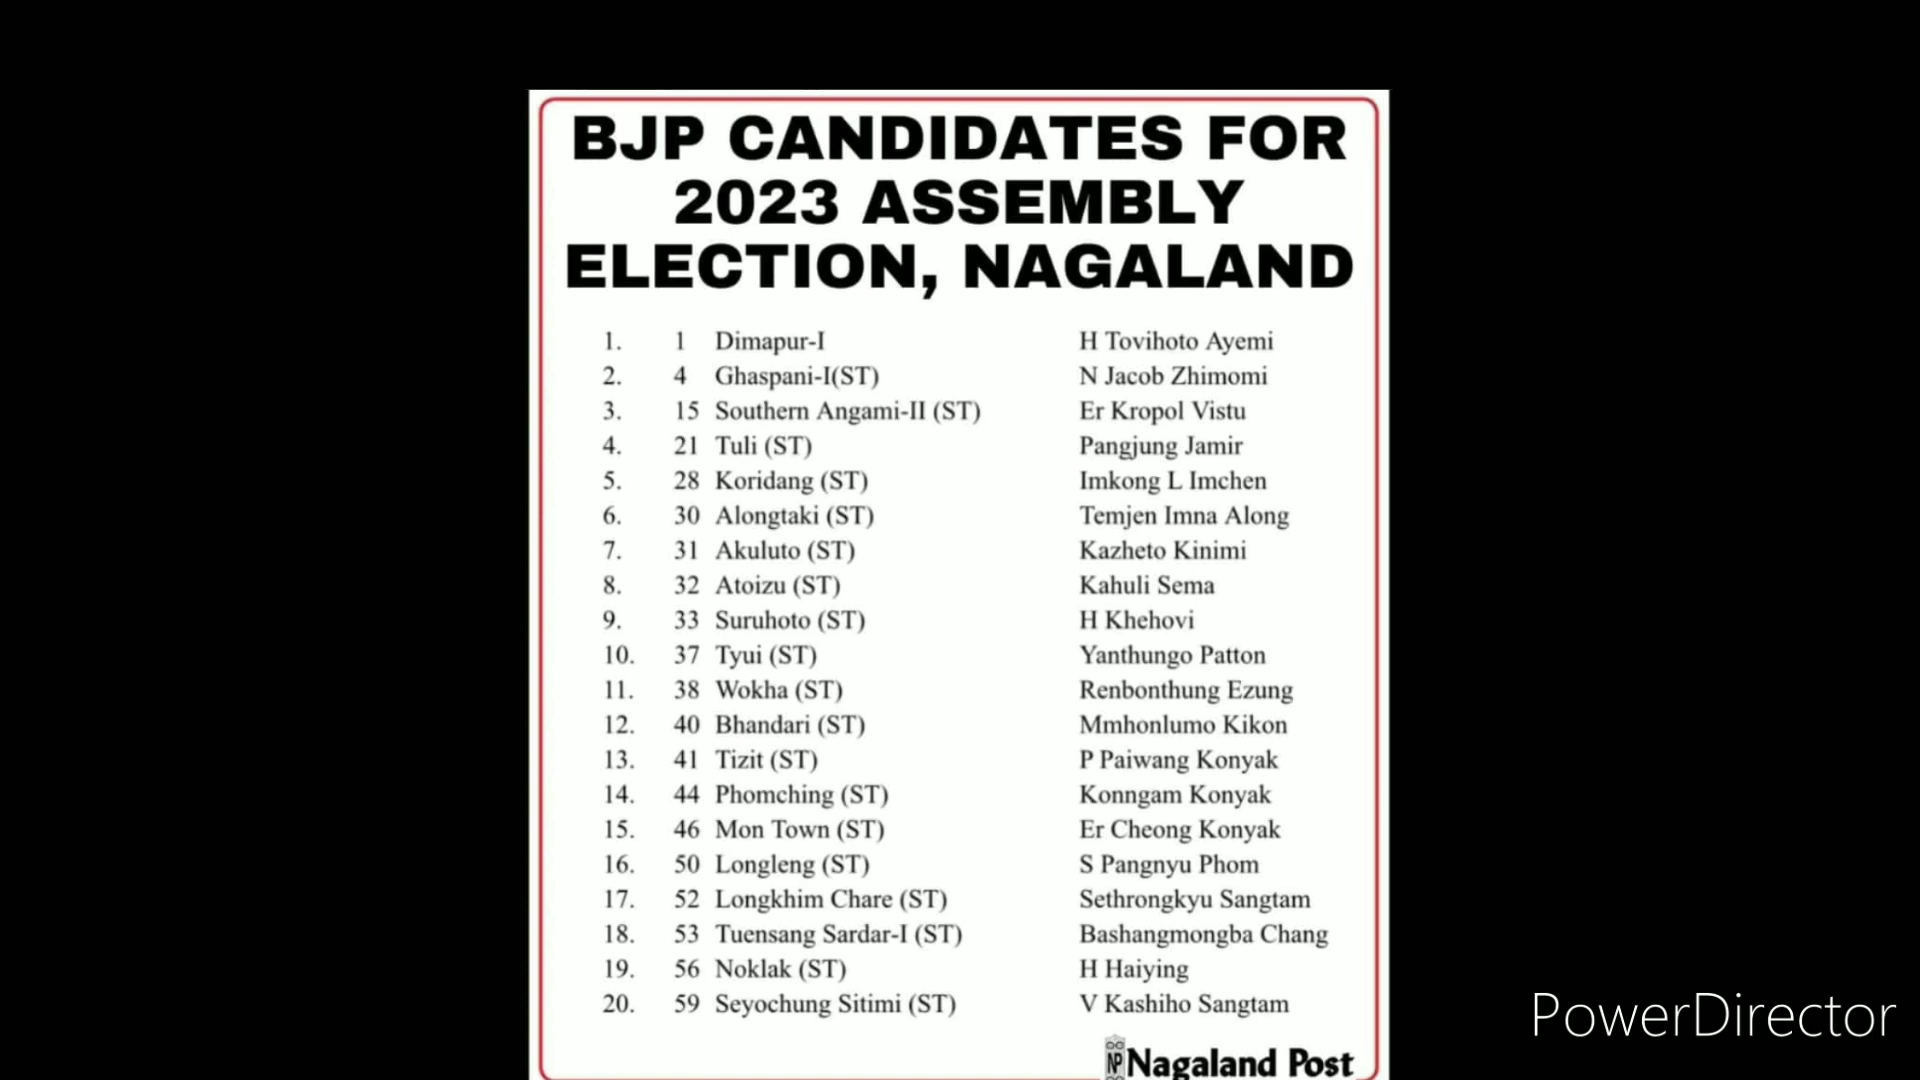 BJP CANDIDATES FOR
2023 ASSEMBLY
ELECTION, NAGALAND
1. 1 Dimapur-I H Tovihoto Ayemi
2. 4 Ghaspani-I(ST) N Jacob Zhimomi
3. 15 Southern Angami-II (ST) Er Kropol Vistu
4. 21 Tuli (ST) Pangjung Jamir
5. 28 Koridang (ST) Imkong L Imchen
6. 30 Alongtaki (ST) Temjen Imna Along
7. 31 Akuluto (ST) Kazheto Kinimi
8. 32 Atoizu (ST) Kahuli Sema
9. 33 Suruhoto (ST) H Khehovi
10. 37 Tyui (ST) Yanthungo Patton
11. 38 Wokha (ST) Renbonthung Ezung
12. 40 Bhandari (ST) Mmhonlumo Kikon
13. 41 Tizit (ST) P Paiwang Konyak
14. 44 Phomching (ST) Konngam Konyak
15. 46 Mon Town (ST) Er Cheong Konyak
16. 50 Longleng (ST) S Pangnyu Phom
17. 52 Longkhim Chare (ST) Sethrongkyu Sangtam
18. 53 Tuensang Sardar-I (ST) Bashangmongba Chang
19. 56 Noklak (ST) H Haiying
20. 59 Seyochung Sitimi (ST) V Kashiho Sangtam
NP Nagaland Post
PowerDirector